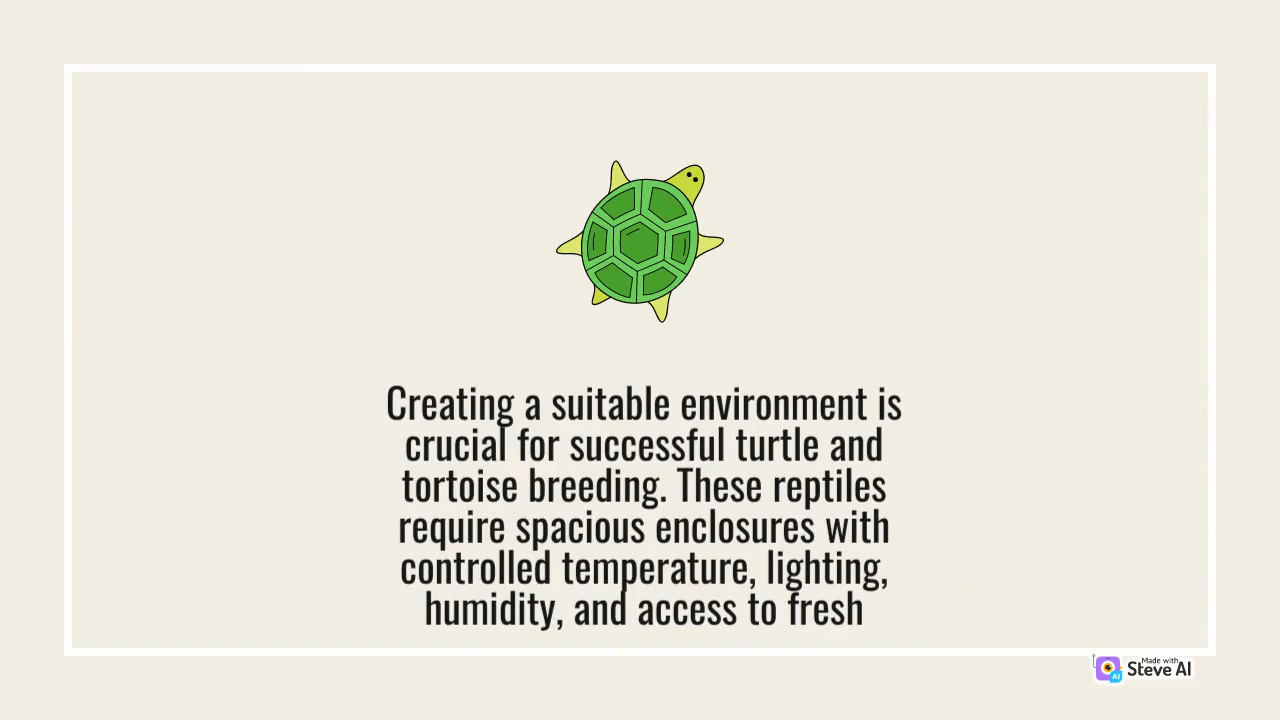 Creating a suitable environment is
crucial for successful turtle and
tortoise breeding. These reptiles
require spacious enclosures with
controlled temperature, lighting,
humidity, and access to fresh
Made with
Steve AI
AI